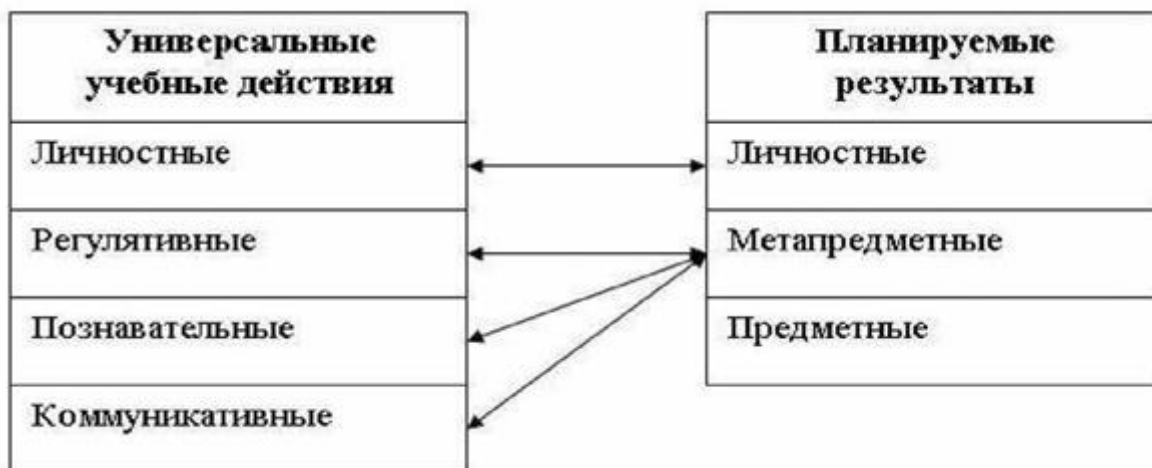 Универсальные
учебные действия
Личностные
Регулятивные
Познавательные
Коммуникативные
Планируемые
результаты
Личностные
Метапредметные
Предметные